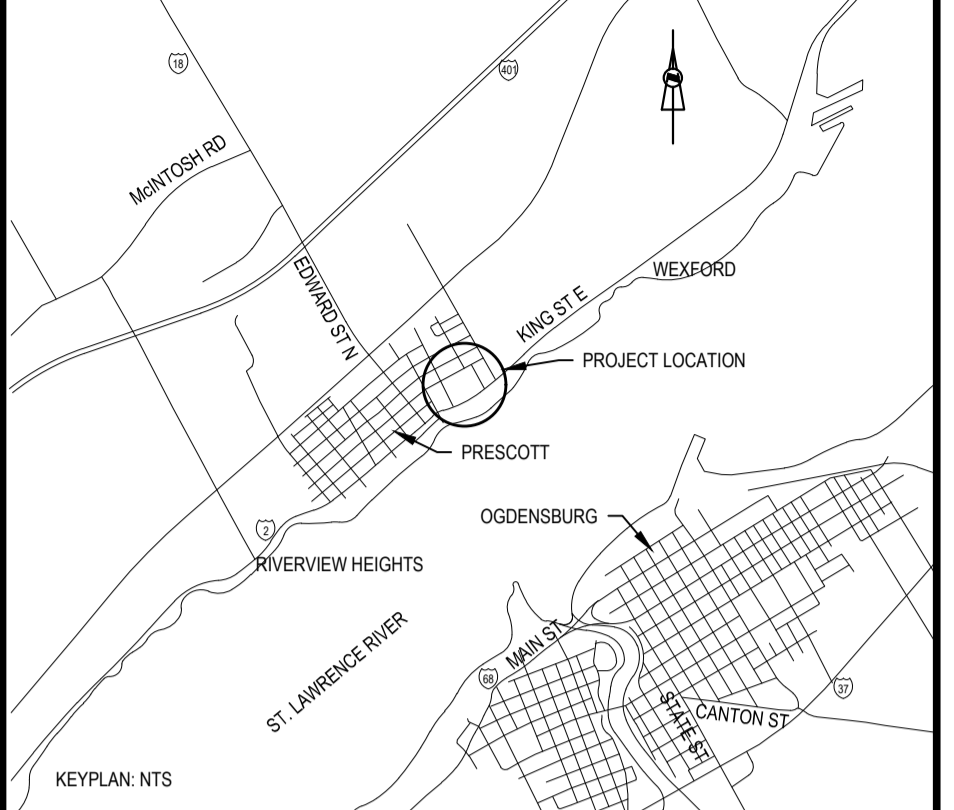 18
401
McINTOSH RD
EDWARD ST N
WEXFORD
KING ST E
PROJECT LOCATION
PRESCOTT
OGDENSBURG
2
RIVERVIEW HEIGHTS
ST. LAWRENCE RIVER
MAIN ST
68
37
STATE ST
CANTON ST
KEYPLAN: NTS